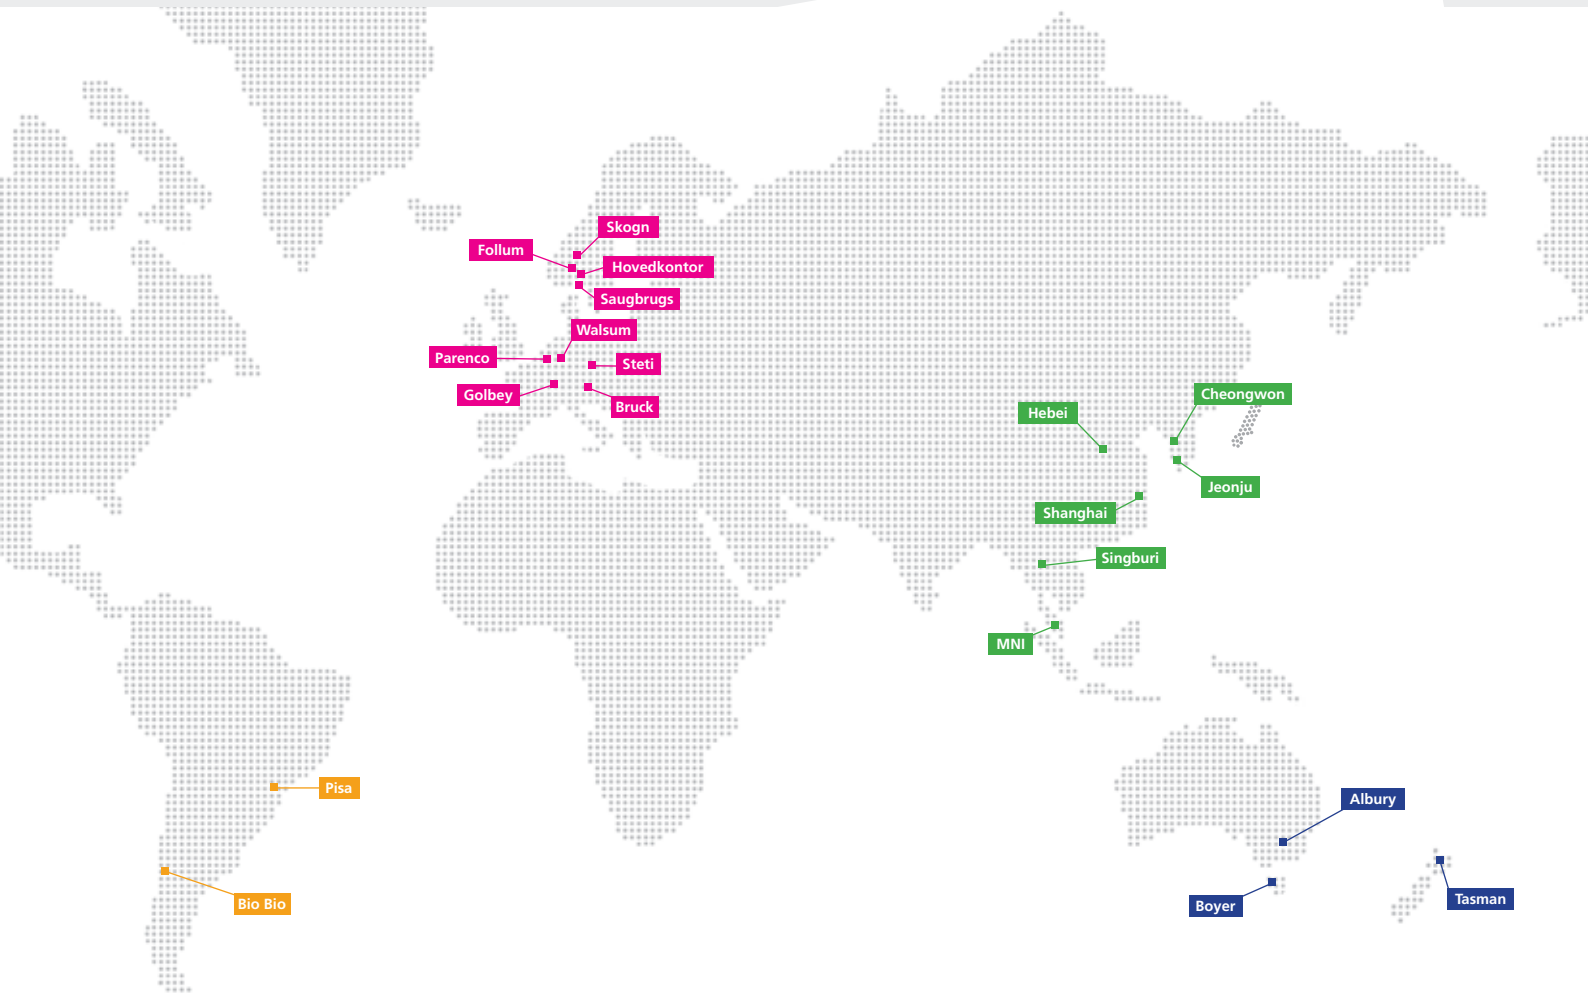 Skogn
Follum
Hovedkontor
Saugbrugs
Walsum
Parenco
Steti
Golbey
Bruck
Cheongwon
Hebei
Jeonju
Shanghai
Singburi
MNI
Pisa
Albury
Bio Bio
Boyer
Tasman